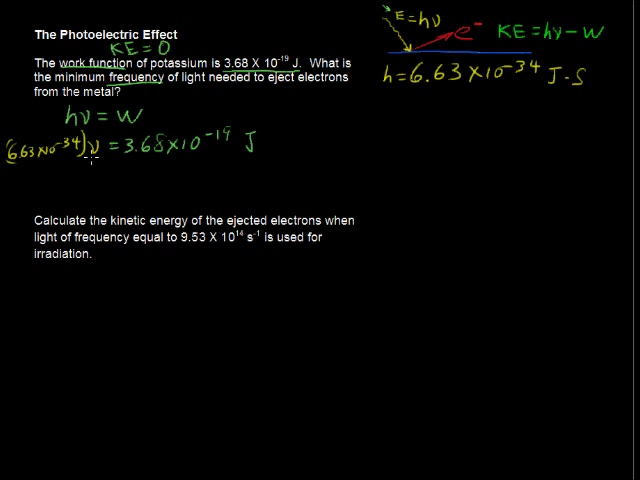 The Photoelectric Effect
KE = 0
The work function of potassium is 3.68 X 10⁻¹⁹ J. What is
the minimum frequency of light needed to eject electrons
from the metal?
hν = W
(6.63×10⁻³⁴)ν = 3.68×10⁻¹⁹ J
Calculate the kinetic energy of the ejected electrons when
light of frequency equal to 9.53 X 10¹⁴ s⁻¹ is used for
irradiation.
E=hν
e⁻
KE=hν−W
h=6.63×10⁻³⁴ J·S